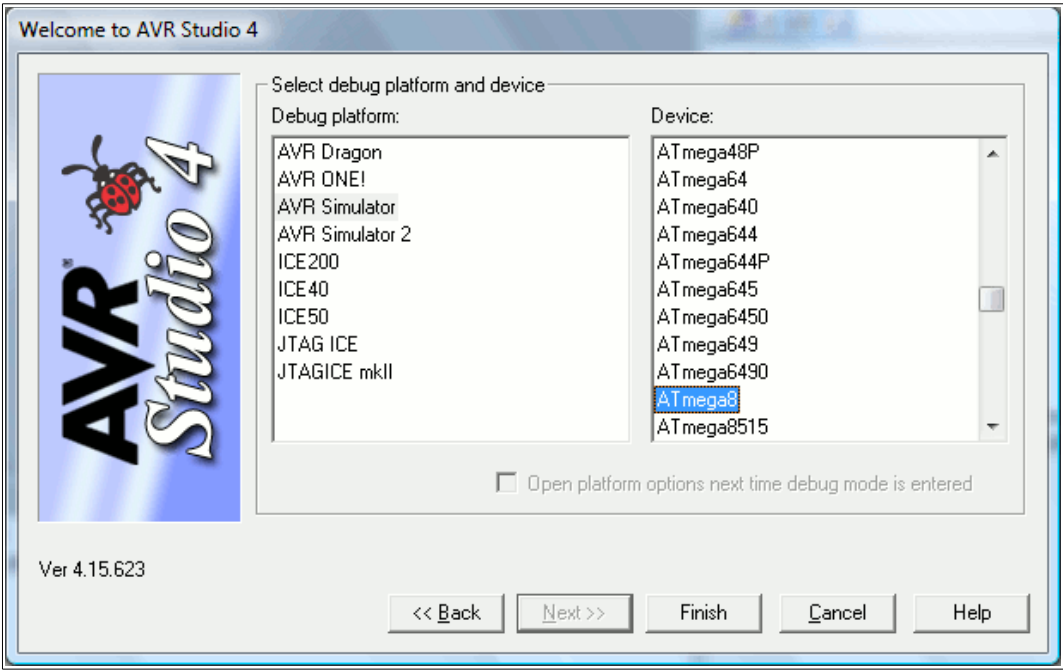 Welcome to AVR Studio 4
AVR® Studio 4
Select debug platform and device
Debug platform:
AVR Dragon
AVR ONE!
AVR Simulator
AVR Simulator 2
ICE200
ICE40
ICE50
JTAG ICE
JTAGICE mkII
Device:
ATmega48P
ATmega64
ATmega640
ATmega644
ATmega644P
ATmega645
ATmega6450
ATmega649
ATmega6490
ATmega8
ATmega8515
Open platform options next time debug mode is entered
Ver 4.15.623
<< Back
Next >>
Finish
Cancel
Help